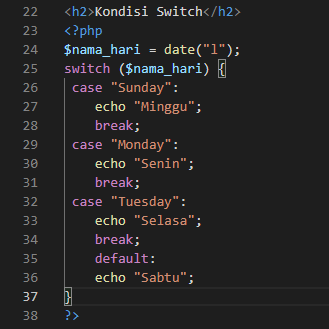 22 <h2>Kondisi Switch</h2>
23 <?php
24 $nama_hari = date("l");
25 switch ($nama_hari) {
26 case "Sunday":
27 echo "Minggu";
28 break;
29 case "Monday":
30 echo "Senin";
31 break;
32 case "Tuesday":
33 echo "Selasa";
34 break;
35 default:
36 echo "Sabtu";
37 }
38 ?>